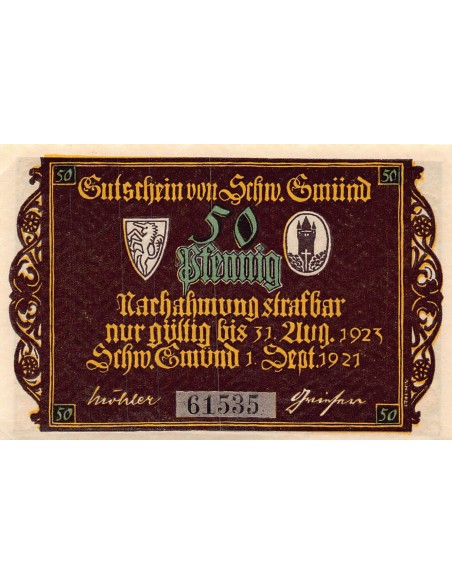 50 50
Gutschein von Schw. Gmünd
50
Pfennig
Nachahmung strafbar
nur gültig bis 31. Aug. 1923
Schw. Gmünd 1. Sept. 1921
Möhler 61535
50 50